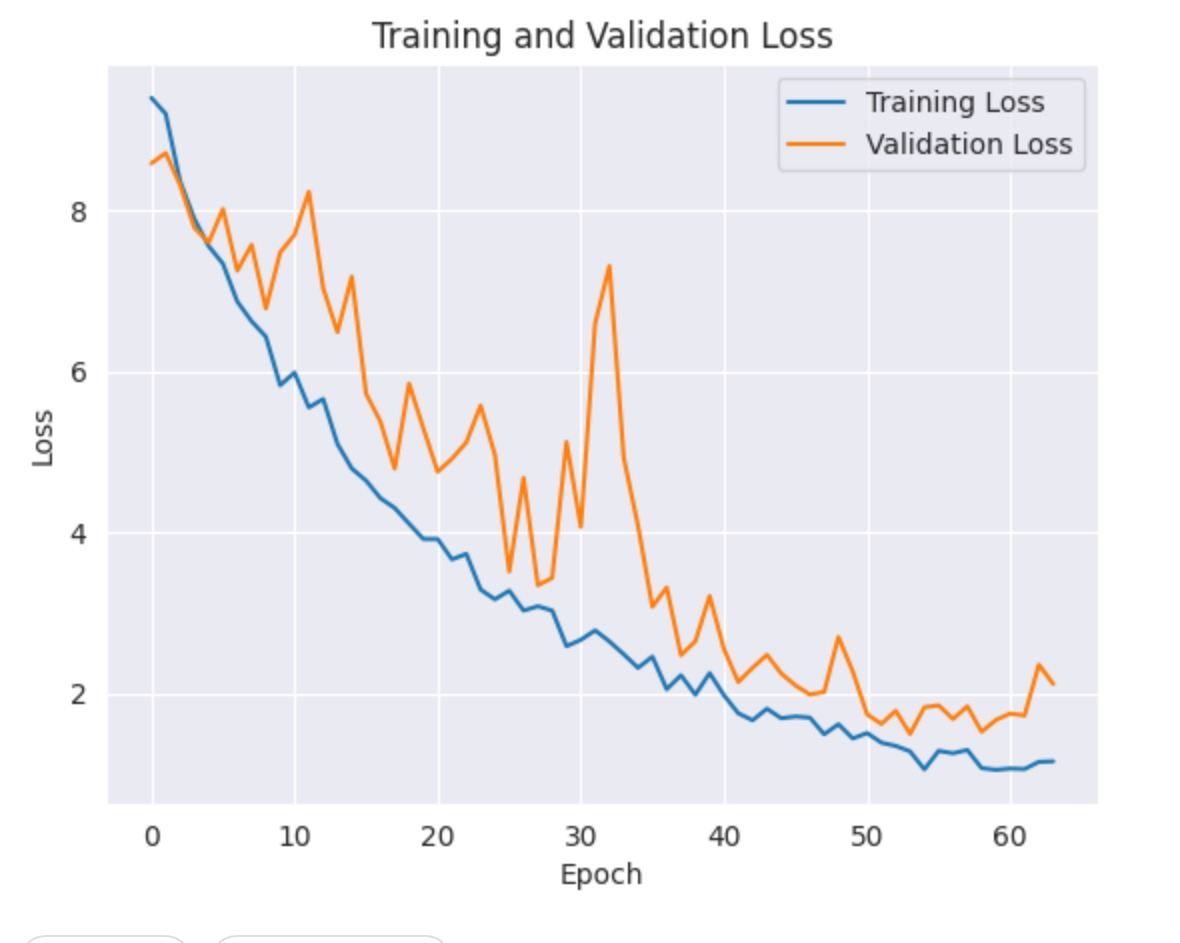 Training and Validation Loss
Training Loss
Validation Loss
8
6
4
2
Loss
0 10 20 30 40 50 60
Epoch